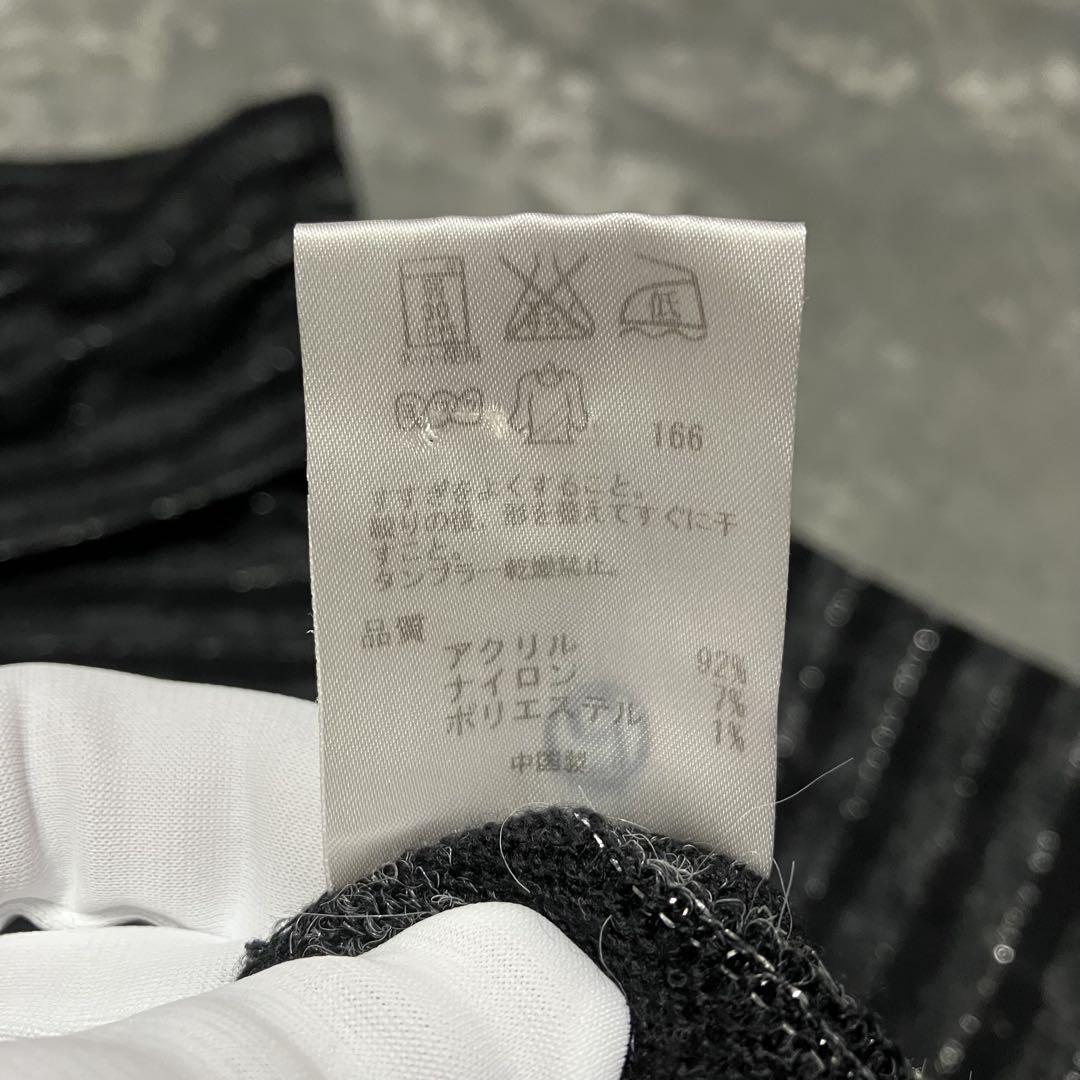 低
166
すすぎをよくすること。
絞りの後、形を整えてすぐに干
すこと。
タンブラー乾燥禁止。
品質
アクリル 92%
ナイロン 7%
ポリエステル 1%
中国製